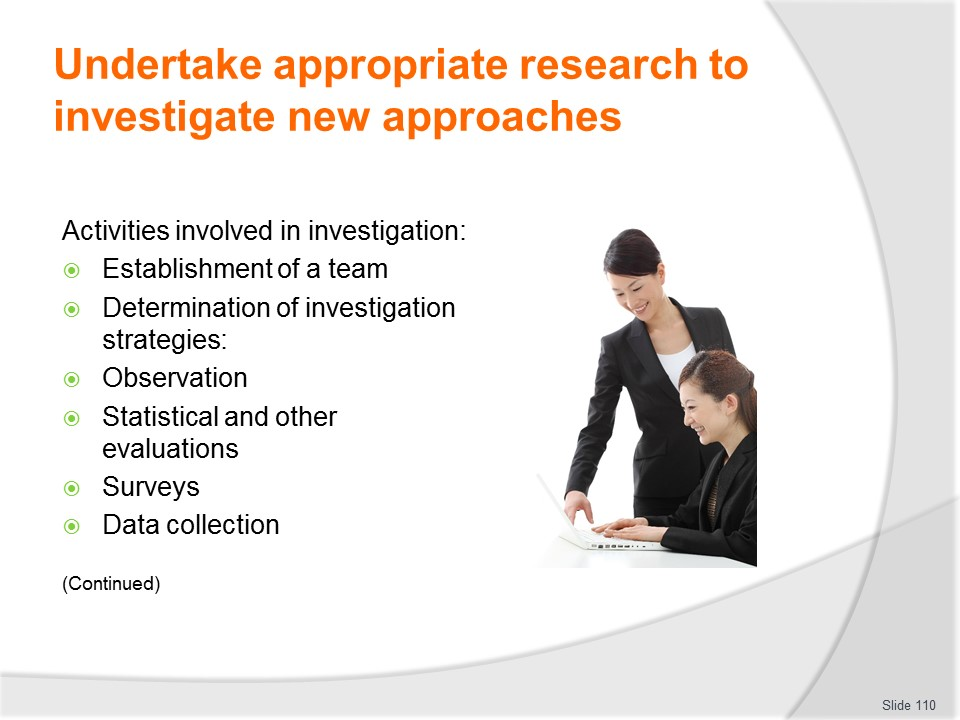 Undertake appropriate research to
investigate new approaches
Activities involved in investigation:
Establishment of a team
Determination of investigation
strategies:
Observation
Statistical and other
evaluations
Surveys
Data collection
(Continued)
Slide 110